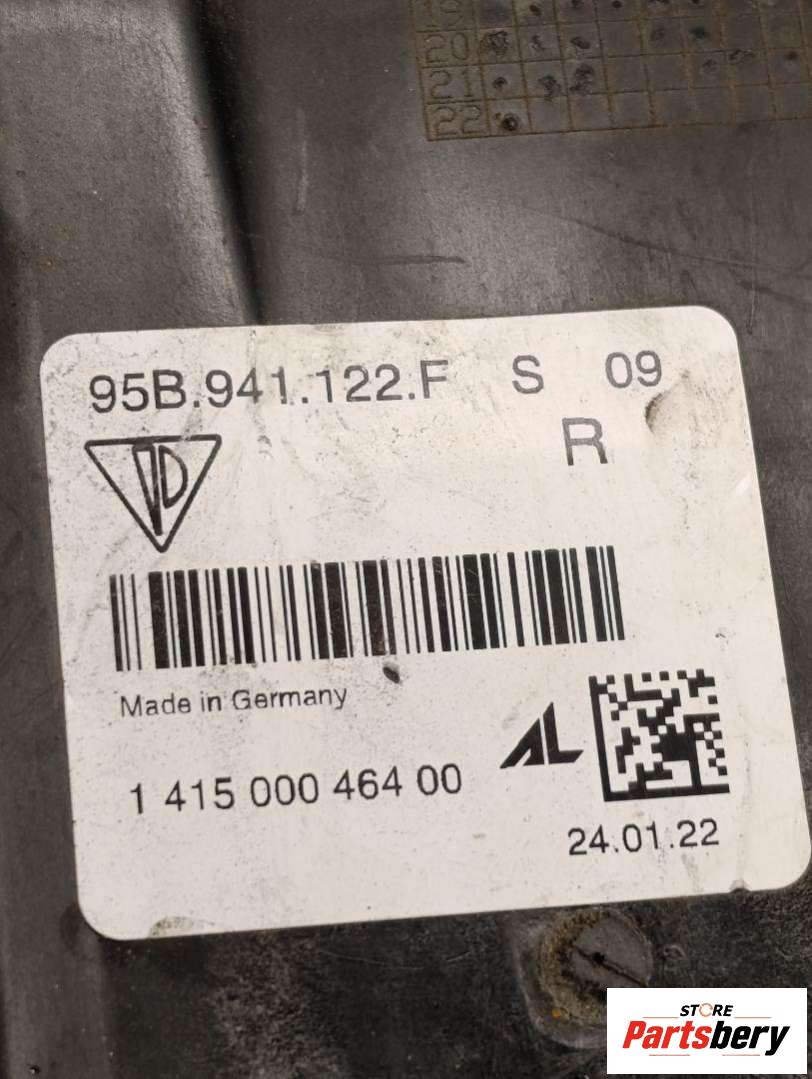 19
20
21
22
95B.941.122.F S 09
R
Made in Germany
AL
1 415 000 464 00
24.01.22
STORE
Partsbery